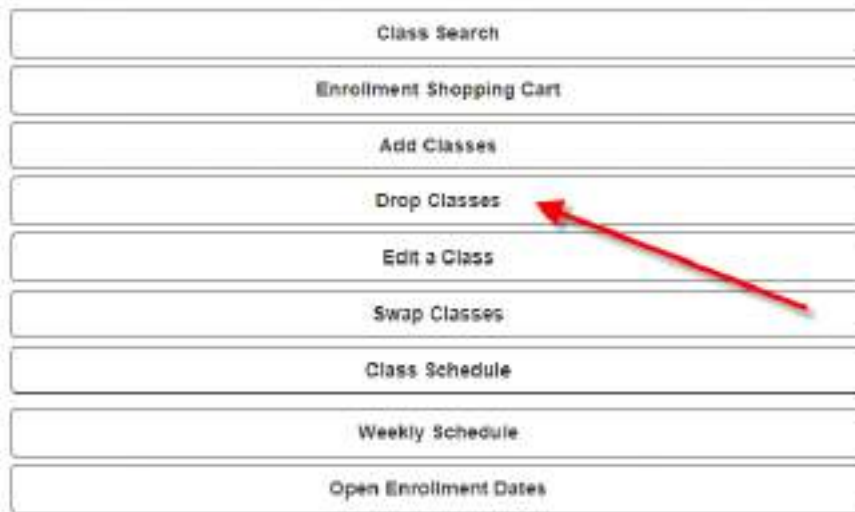 Class Search
Enrollment Shopping Cart
Add Classes
Drop Classes
Edit a Class
Swap Classes
Class Schedule
Weekly Schedule
Open Enrollment Dates